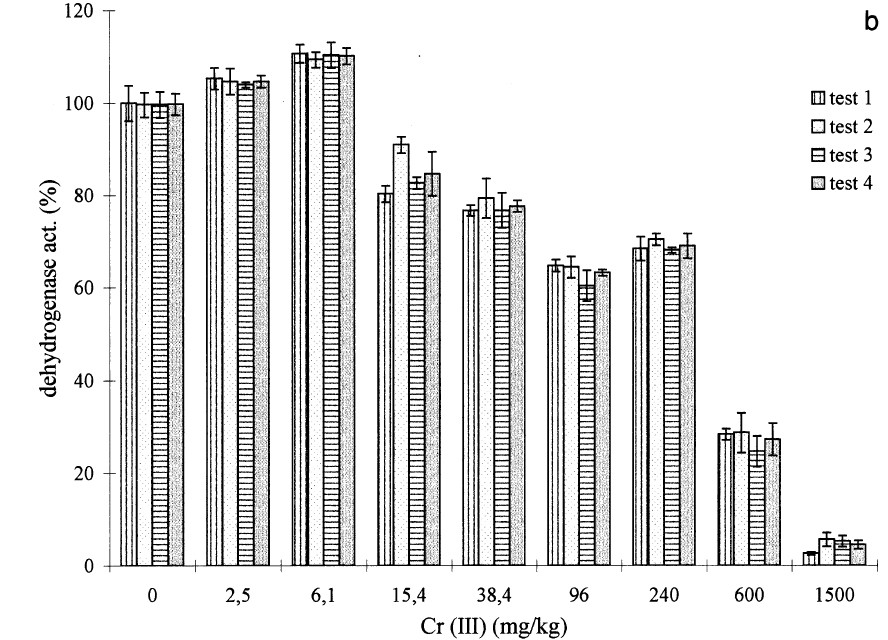 b
120
100
80
60
40
20
0
dehydrogenase act. (%)
test 1
test 2
test 3
test 4
0 2,5 6,1 15,4 38,4 96 240 600 1500
Cr (III) (mg/kg)